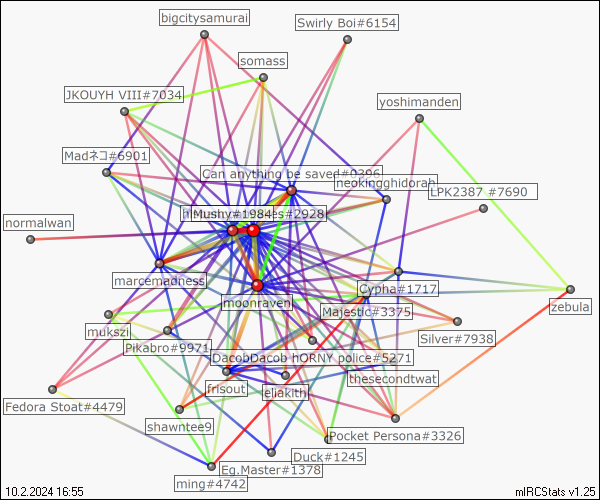 bigcitysamurai
Swirly Boi#6154
somass
JKOUYH VIII#7034
yoshimanden
Madネコ#6901
Can anything be saved#0396
neokingghidorah
LPK2387 #7690
normalwan
Mushy#1984
es#2928
marcemadness
moonraven
Cypha#1717
Majestic#3375
zebula
mukszi
Pikabro#9971
Silver#7938
DacobDacob
hORNY police#5271
frisout
eliakith
thesecondtwat
Fedora Stoat#4479
shawntee9
Pocket Persona#3326
Duck#1245
Eg.Master#1378
ming#4742
10.2.2024 16:55
mIRCStats v1.25